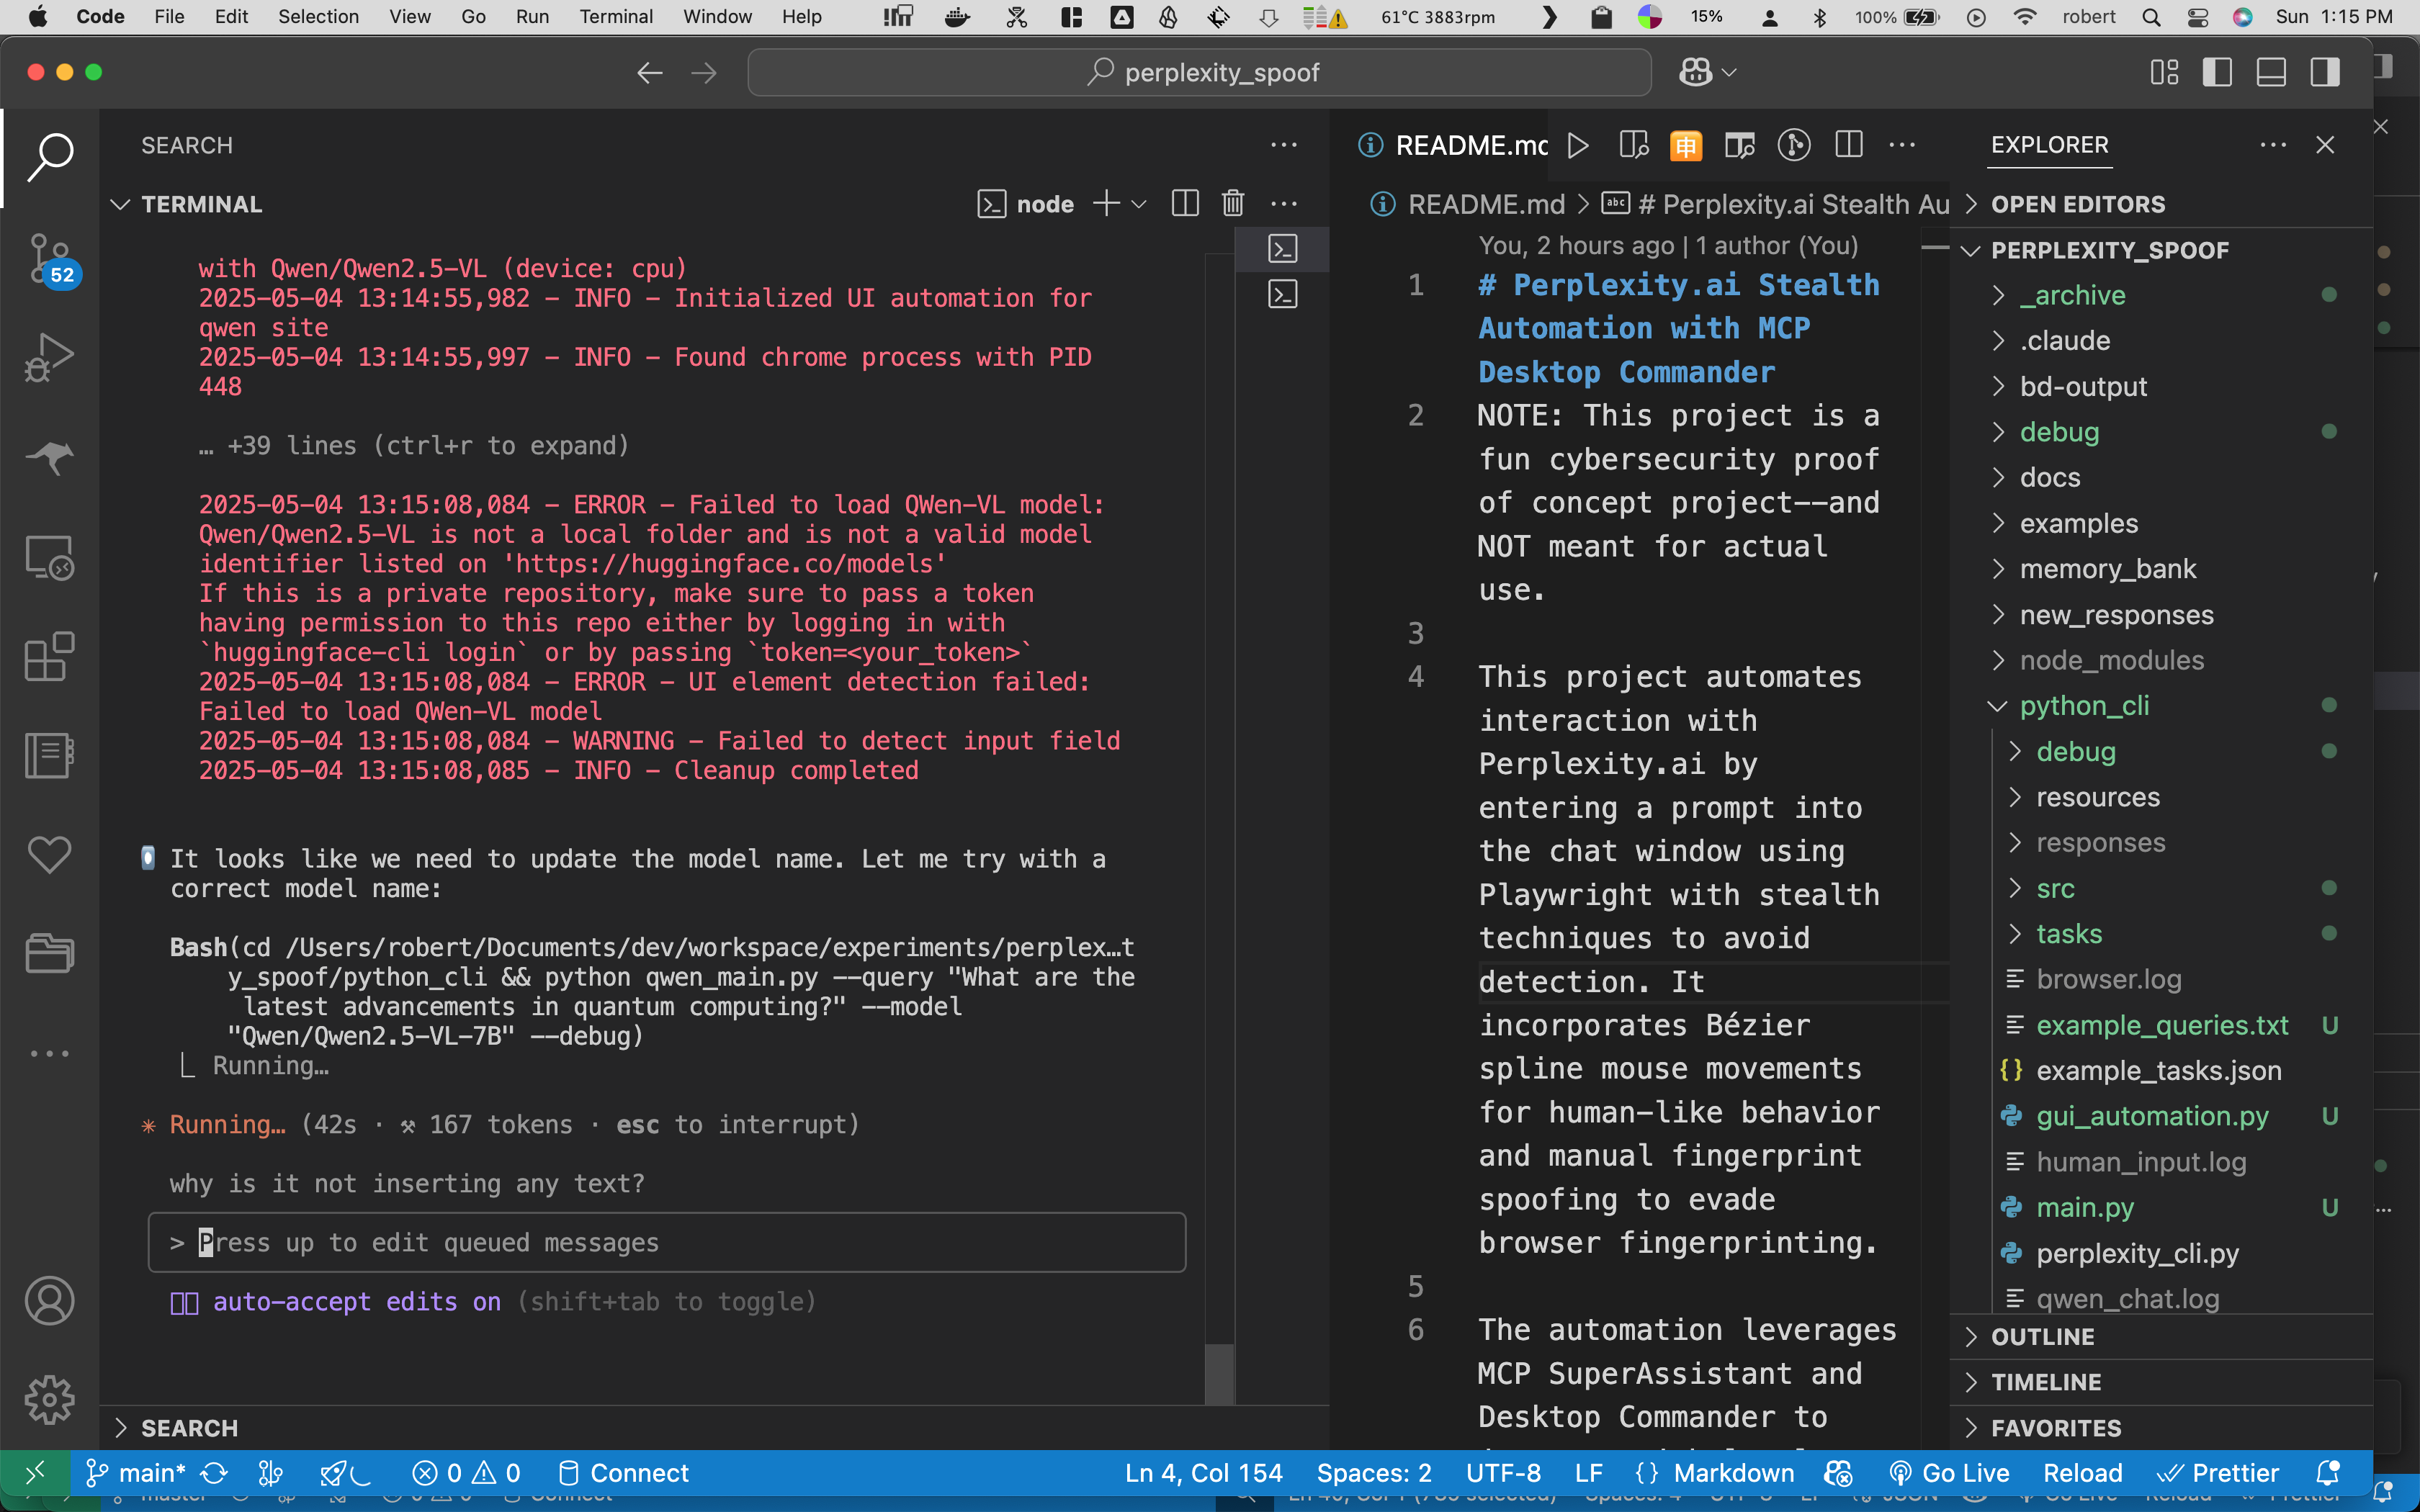 Code File Edit Selection View Go Run Terminal Window Help 61°C 3883rpm 15% 100% robert Sun 1:15 PM
perplexity_spoof
SEARCH
TERMINAL
node
with Qwen/Qwen2.5-VL (device: cpu)
2025-05-04 13:14:55,982 - INFO - Initialized UI automation for
qwen site
2025-05-04 13:14:55,997 - INFO - Found chrome process with PID
448
… +39 lines (ctrl+r to expand)
2025-05-04 13:15:08,084 - ERROR - Failed to load QWen-VL model:
Qwen/Qwen2.5-VL is not a local folder and is not a valid model
identifier listed on 'https://huggingface.co/models'
If this is a private repository, make sure to pass a token
having permission to this repo either by logging in with
`huggingface-cli login` or by passing `token=<your_token>`
2025-05-04 13:15:08,084 - ERROR - UI element detection failed:
Failed to load QWen-VL model
2025-05-04 13:15:08,084 - WARNING - Failed to detect input field
2025-05-04 13:15:08,085 - INFO - Cleanup completed
It looks like we need to update the model name. Let me try with a
correct model name:
Bash(cd /Users/robert/Documents/dev/workspace/experiments/perplex…t
y_spoof/python_cli && python qwen_main.py --query "What are the
latest advancements in quantum computing?" --model
"Qwen/Qwen2.5-VL-7B" --debug)
⎿ Running…
✳ Running… (42s · ⚒ 167 tokens · esc to interrupt)
why is it not inserting any text?
> Press up to edit queued messages
auto-accept edits on (shift+tab to toggle)
SEARCH
README.md
README.md > abc # Perplexity.ai Stealth Au
You, 2 hours ago | 1 author (You)
1 # Perplexity.ai Stealth
Automation with MCP
Desktop Commander
2 NOTE: This project is a
fun cybersecurity proof
of concept project--and
NOT meant for actual
use.
3
4 This project automates
interaction with
Perplexity.ai by
entering a prompt into
the chat window using
Playwright with stealth
techniques to avoid
detection. It
incorporates Bézier
spline mouse movements
for human-like behavior
and manual fingerprint
spoofing to evade
browser fingerprinting.
5
6 The automation leverages
MCP SuperAssistant and
Desktop Commander to
EXPLORER
OPEN EDITORS
PERPLEXITY_SPOOF
_archive
.claude
bd-output
debug
docs
examples
memory_bank
new_responses
node_modules
python_cli
debug
resources
responses
src
tasks
browser.log
example_queries.txt U
{} example_tasks.json
gui_automation.py U
human_input.log
main.py U
perplexity_cli.py
qwen_chat.log
OUTLINE
TIMELINE
FAVORITES
52
main* 0 0 Connect Ln 4, Col 154 Spaces: 2 UTF-8 LF {} Markdown Go Live Reload Prettier